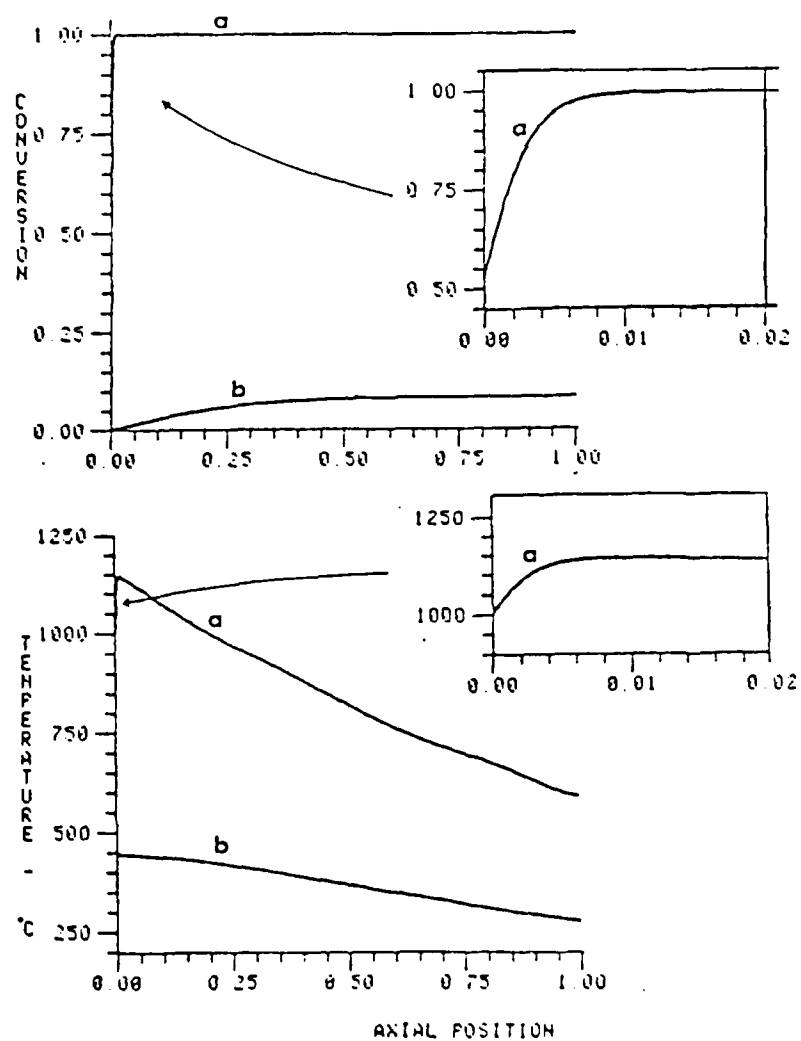 a
1 00
CONVERSION
0 75
0 50
0.25
0.00
b
0.00 0.25 0.50 0.75 1.00
1 00
a
0 75
0 50
0.00 0.01 0.02
1250
a
1000
0.00 0.01 0.02
1250
TEMPERATURE - °C
1000
a
750
500
b
250
0.00 0.25 0.50 0.75 1.00
AXIAL POSITION